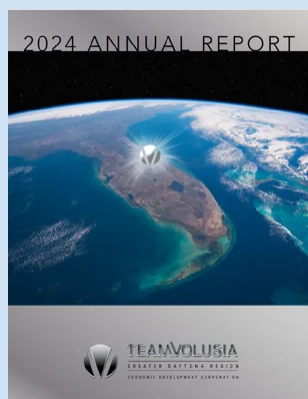 2024 ANNUAL REPORT
TEAMVOLUSIA
GREATER DAYTONA REGION
ECONOMIC DEVELOPMENT CORPORATION